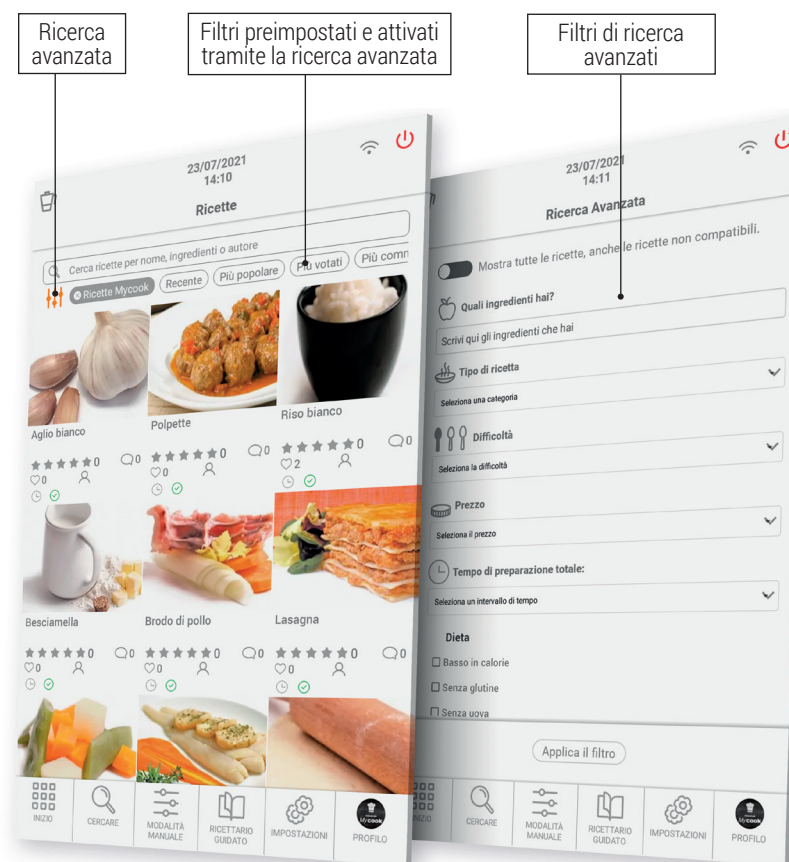 Ricerca
avanzata
Filtri preimpostati e attivati
tramite la ricerca avanzata
Filtri di ricerca
avanzati
23/07/2021
14:10
Ricette
Cerca ricette per nome, ingredienti o autore
Ricette Mycook
Recente
Più popolare
Più votati
Più comm
Aglio bianco
Polpette
Riso bianco
0 0 0 0 0 0
0 0 2
Besciamella
Brodo di pollo
Lasagna
0 0 0 0 0 0
0 0 0
INIZIO
CERCARE
MODALITÀ
MANUALE
RICETTARIO
GUIDATO
IMPOSTAZIONI
Mycook
PROFILO
23/07/2021
14:11
Ricerca Avanzata
Mostra tutte le ricette, anche le ricette non compatibili.
Quali ingredienti hai?
Scrivi qui gli ingredienti che hai
Tipo di ricetta
Seleziona una categoria
Difficoltà
Seleziona la difficoltà
Prezzo
Seleziona il prezzo
Tempo di preparazione totale:
Seleziona un intervallo di tempo
Dieta
Basso in calorie
Senza glutine
Senza uova
Applica il filtro
INIZIO
CERCARE
MODALITÀ
MANUALE
RICETTARIO
GUIDATO
IMPOSTAZIONI
Mycook
PROFILO